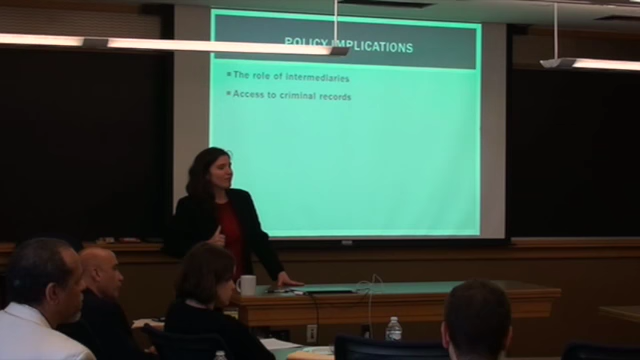 POLICY IMPLICATIONS
The role of intermediaries
Access to criminal records